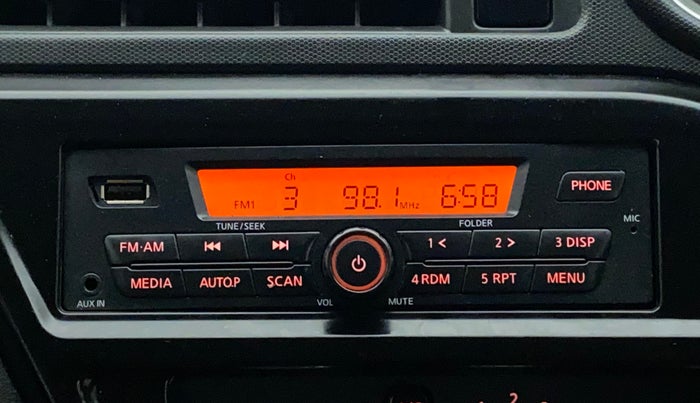 Ch
FM1 3 98.1 MHz 6:58
PHONE
TUNE/SEEK FOLDER
MIC
FM·AM 1 < 2 > 3 DISP
MEDIA AUTO.P SCAN 4 RDM 5 RPT MENU
AUX IN VOL MUTE
2